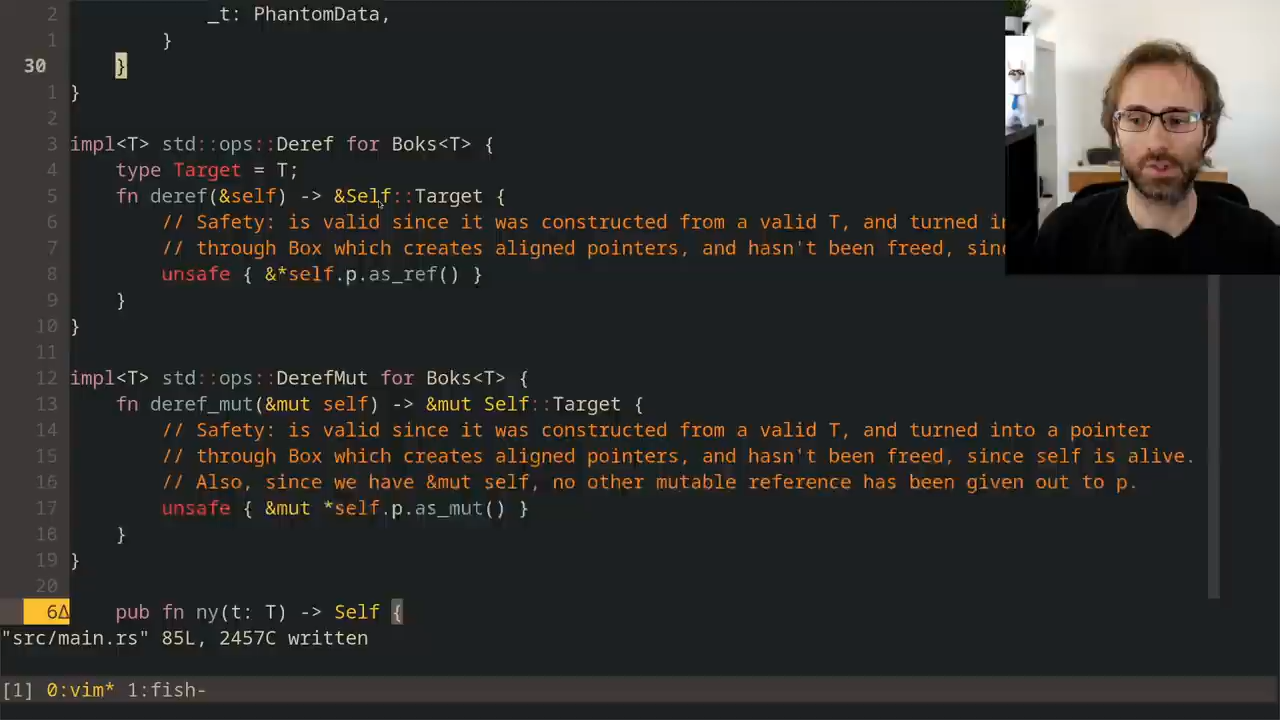 2 _t: PhantomData,
1 }
30 }
1 }
2
3 impl<T> std::ops::Deref for Boks<T> {
4 type Target = T;
5 fn deref(&self) -> &Self::Target {
6 // Safety: is valid since it was constructed from a valid T, and turned
7 // through Box which creates aligned pointers, and hasn't been freed,
8 unsafe { &*self.p.as_ref() }
9 }
10 }
11
12 impl<T> std::ops::DerefMut for Boks<T> {
13 fn deref_mut(&mut self) -> &mut Self::Target {
14 // Safety: is valid since it was constructed from a valid T, and turned into a pointer
15 // through Box which creates aligned pointers, and hasn't been freed, since self is alive.
16 // Also, since we have &mut self, no other mutable reference has been given out to p.
17 unsafe { &mut *self.p.as_mut() }
18 }
19 }
20
6Δ pub fn ny(t: T) -> Self {
"src/main.rs" 85L, 2457C written
[1] 0:vim* 1:fish-